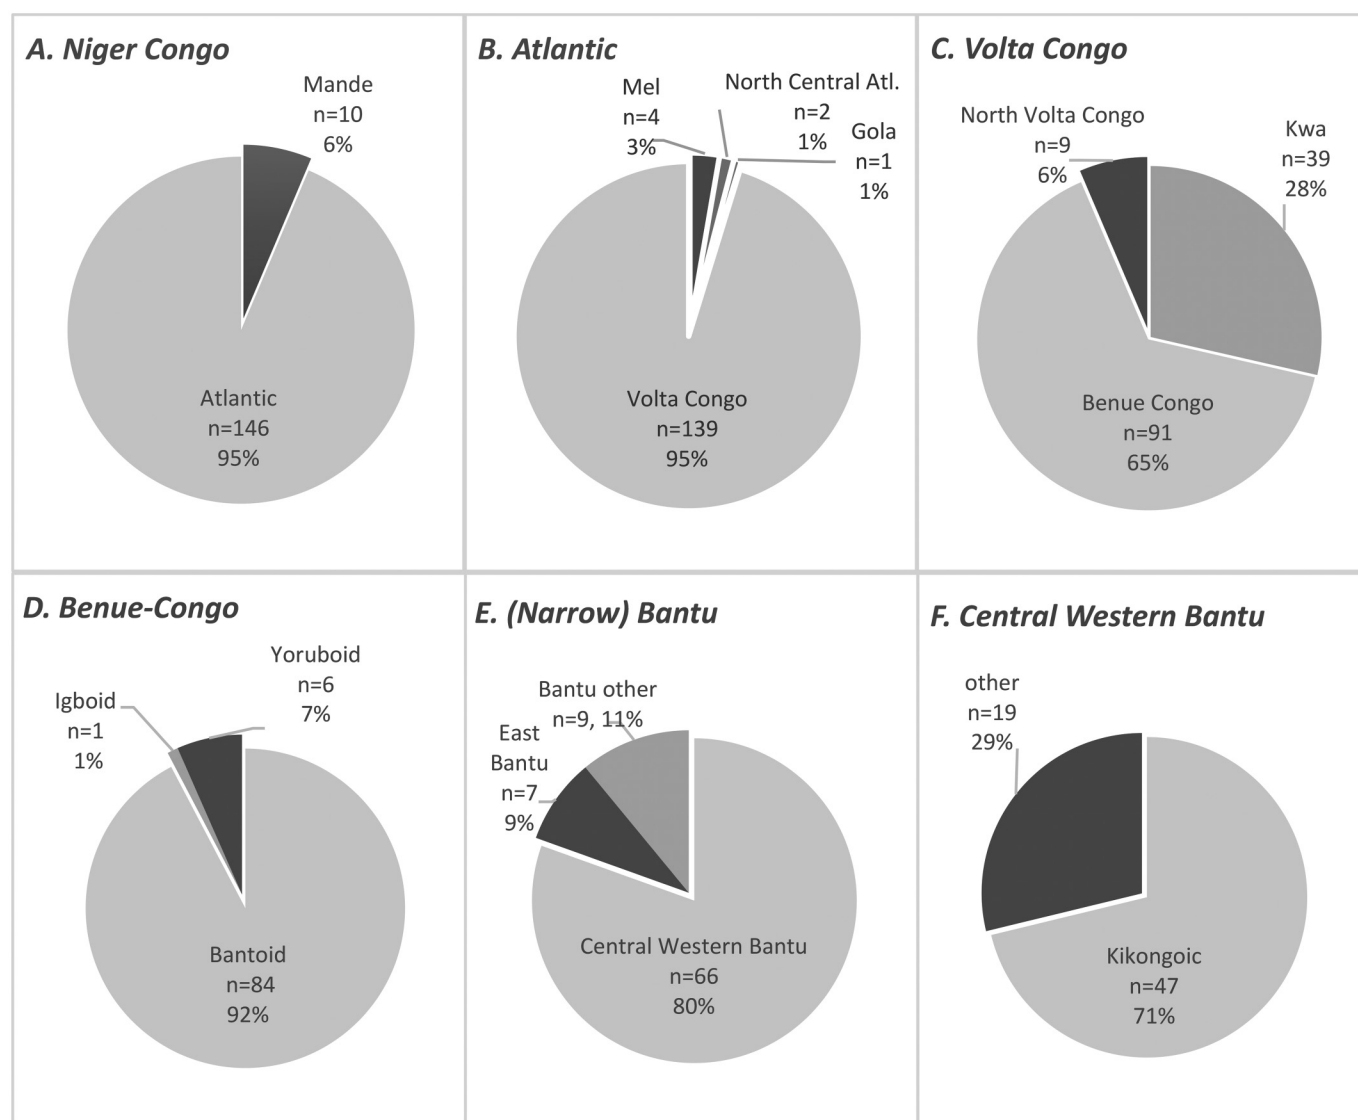 A. Niger Congo
Mande
n=10
6%
Atlantic
n=146
95%
B. Atlantic
Mel
n=4
3%
North Central Atl.
n=2
1%
Gola
n=1
1%
Volta Congo
n=139
95%
C. Volta Congo
North Volta Congo
n=9
6%
Kwa
n=39
28%
Benue Congo
n=91
65%
D. Benue-Congo
Igboid
n=1
1%
Yoruboid
n=6
7%
Bantoid
n=84
92%
E. (Narrow) Bantu
Bantu other
n=9, 11%
East
Bantu
n=7
9%
Central Western Bantu
n=66
80%
F. Central Western Bantu
other
n=19
29%
Kikongoic
n=47
71%